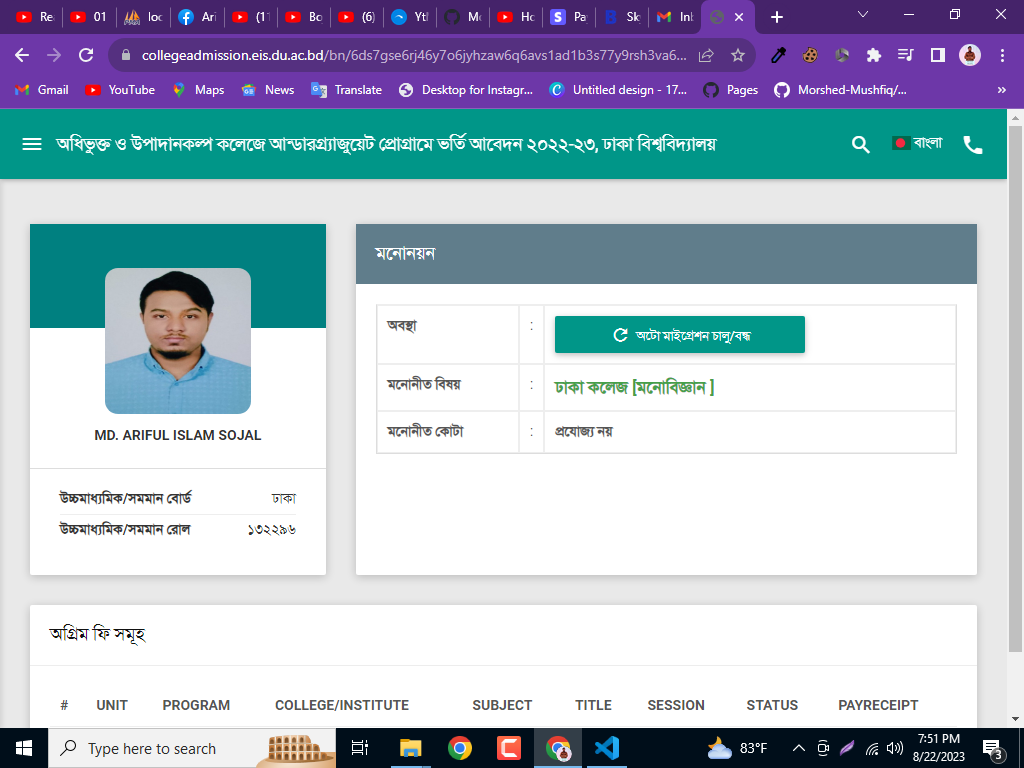 Re
01
loc
Ari
(1
Bo
(6)
Ytl
Mo
Ho
Pa
Sk
Inb
collegeadmission.eis.du.ac.bd/bn/6ds7gse6rj46y7o6jyhzaw6q6avs1ad1b3s77y9rsh3va6...
Gmail
YouTube
Maps
News
Translate
Desktop for Instagr...
Untitled design - 17...
Pages
Morshed-Mushfiq/...
»
অধিভুক্ত ও উপাদানকল্প কলেজে আন্ডারগ্র্যাজুয়েট প্রোগ্রামে ভর্তি আবেদন ২০২২-২৩, ঢাকা বিশ্ববিদ্যালয়
বাংলা
MD. ARIFUL ISLAM SOJAL
উচ্চমাধ্যমিক/সমমান বোর্ড ঢাকা
উচ্চমাধ্যমিক/সমমান রোল ১৩২২৯৬
মনোনয়ন
অবস্থা : অটো মাইগ্রেশন চালু/বন্ধ
মনোনীত বিষয় : ঢাকা কলেজ [মনোবিজ্ঞান ]
মনোনীত কোটা : প্রযোজ্য নয়
অগ্রিম ফি সমূহ
# UNIT PROGRAM COLLEGE/INSTITUTE SUBJECT TITLE SESSION STATUS PAYRECEIPT
Type here to search
83°F
7:51 PM
8/22/2023
3